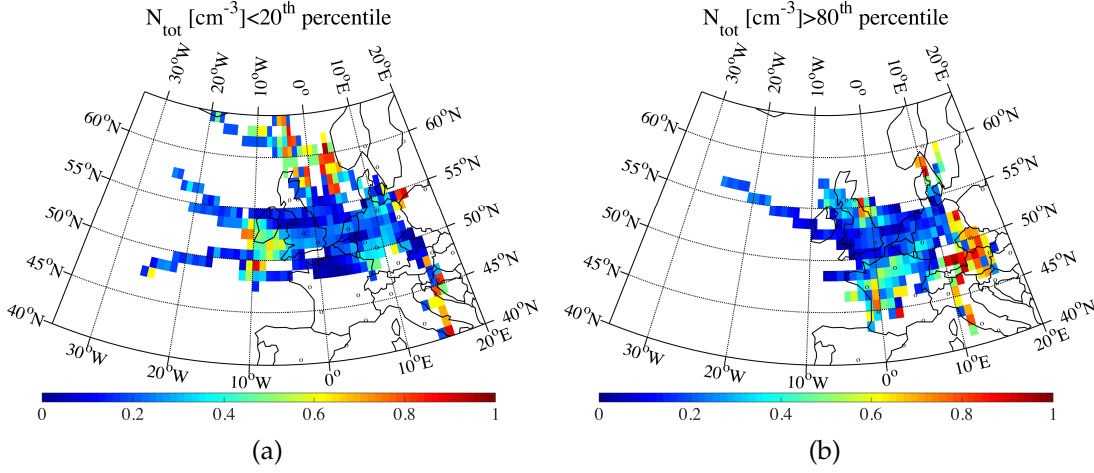 N_tot [cm^-3]<20^th percentile
30°W
20°W
10°W
0°
10°E
20°E
60°N
55°N
50°N
45°N
40°N
60°N
55°N
50°N
45°N
40°N
30°W
20°W
10°W
0°
10°E
20°E
0 0.2 0.4 0.6 0.8 1
(a)
N_tot [cm^-3]>80^th percentile
30°W
20°W
10°W
0°
10°E
20°E
60°N
55°N
50°N
45°N
40°N
60°N
55°N
50°N
45°N
40°N
30°W
20°W
10°W
0°
10°E
20°E
0 0.2 0.4 0.6 0.8 1
(b)